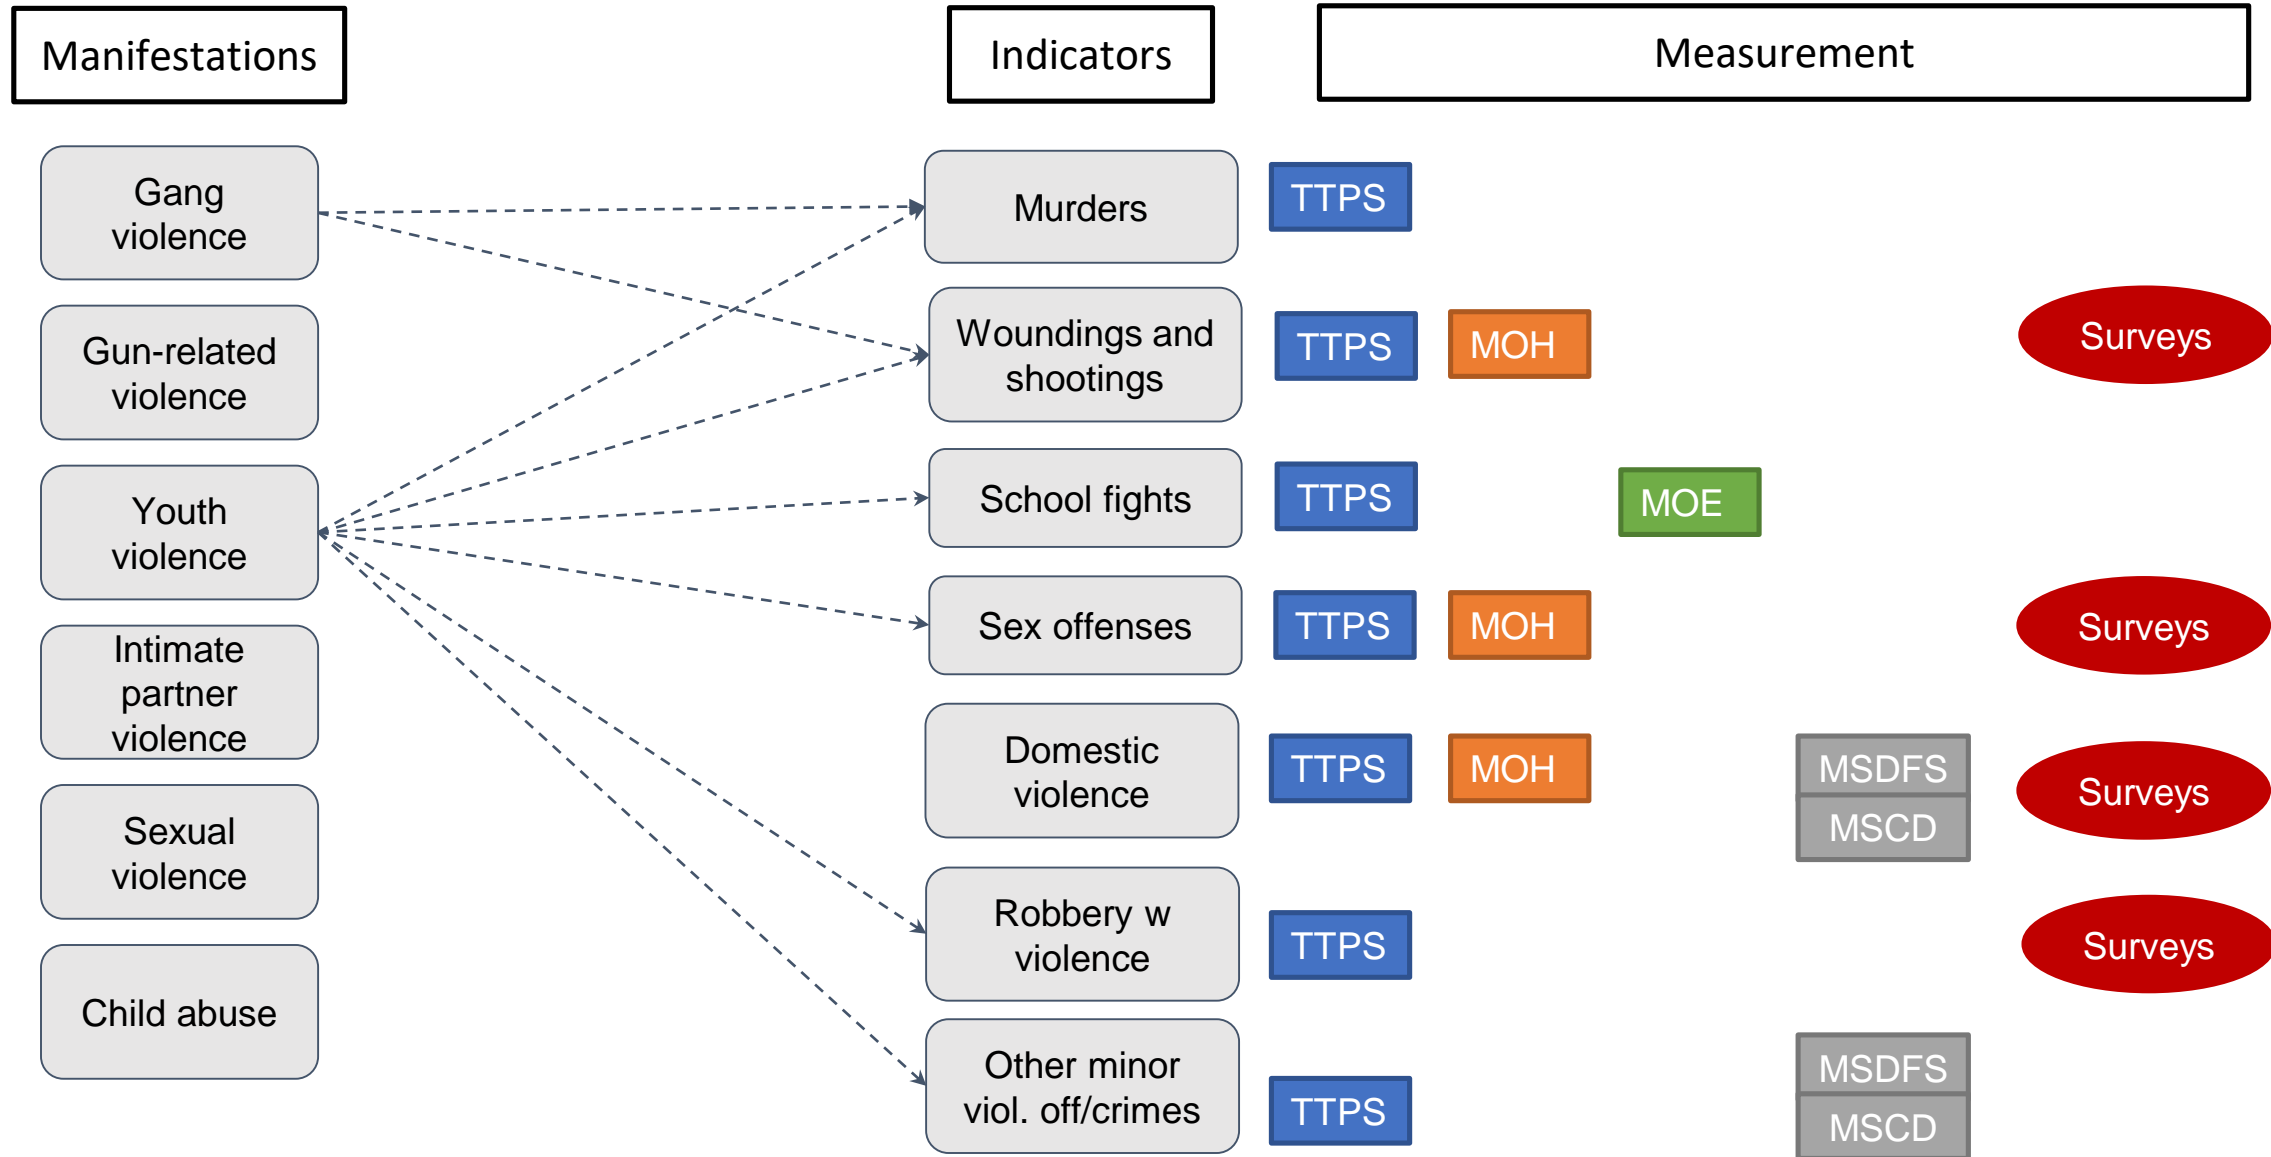 Manifestations
Indicators
Measurement
Gang
violence
Gun-related
violence
Youth
violence
Intimate
partner
violence
Sexual
violence
Child abuse
Murders
TTPS
Woundings and
shootings
TTPS
MOH
Surveys
School fights
TTPS
MOE
Sex offenses
TTPS
MOH
Surveys
Domestic
violence
TTPS
MOH
MSDFS
MSCD
Surveys
Robbery w
violence
TTPS
Surveys
Other minor
viol. off/crimes
TTPS
MSDFS
MSCD